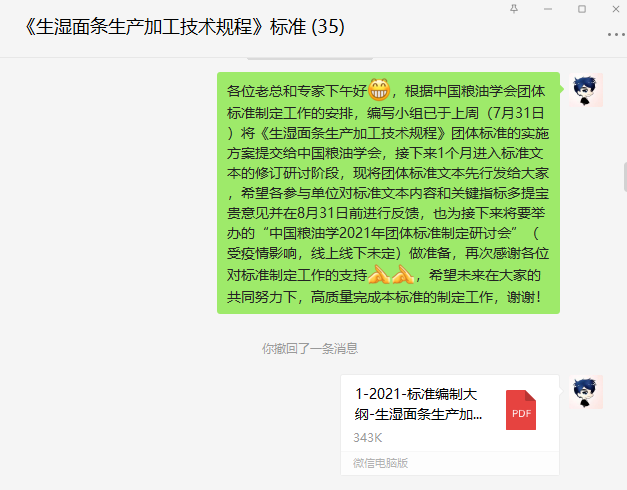 《生湿面条生产加工技术规程》标准 (35)
各位老总和专家下午好，根据中国粮油学会团体
标准制定工作的安排，编写小组已于上周（7月31日
）将《生湿面条生产加工技术规程》团体标准的实施
方案提交给中国粮油学会，接下来1个月进入标准文
本的修订研讨阶段，现将团体标准文本先行发给大家
，希望各参与单位对标准文本内容和关键指标多提宝
贵意见并在8月31日前进行反馈，也为接下来将要举
办的“中国粮油学2021年团体标准制定研讨会”（
受疫情影响，线上线下未定）做准备，再次感谢各位
对标准制定工作的支持，希望未来在大家的
共同努力下，高质量完成本标准的制定工作，谢谢！
你撤回了一条消息
1-2021-标准编制大
纲-生湿面条生产加...
PDF
343K
微信电脑版